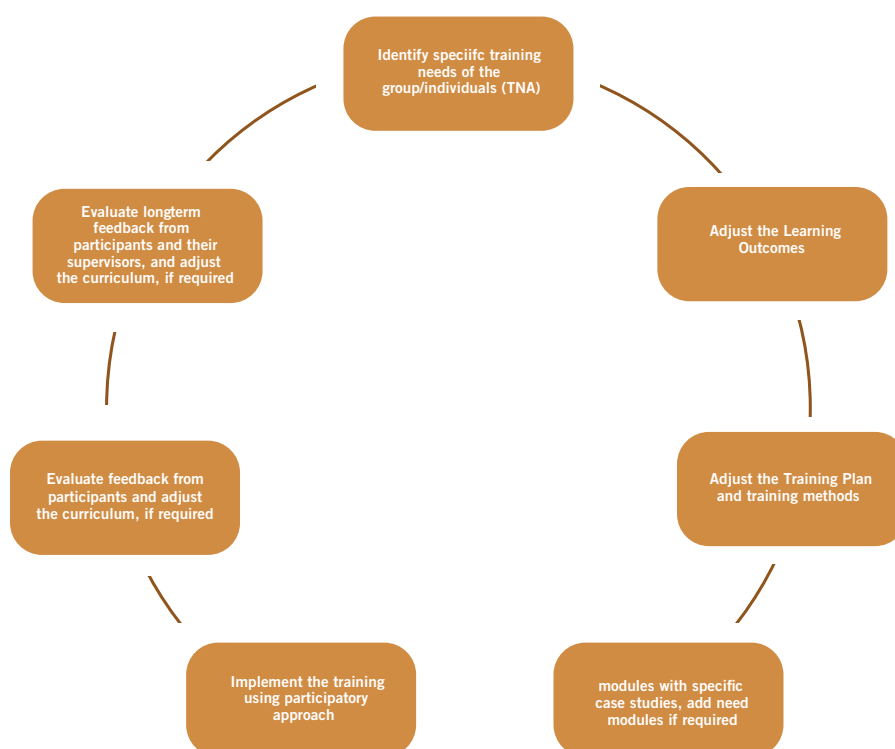 Identify speciifc training
needs of the
group/individuals (TNA)
Adjust the Learning
Outcomes
Adjust the Training Plan
and training methods
modules with specific
case studies, add need
modules if required
Implement the training
using participatory
approach
Evaluate feedback from
participants and adjust
the curriculum, if required
Evaluate longterm
feedback from
participants and their
supervisors, and adjust
the curriculum, if required